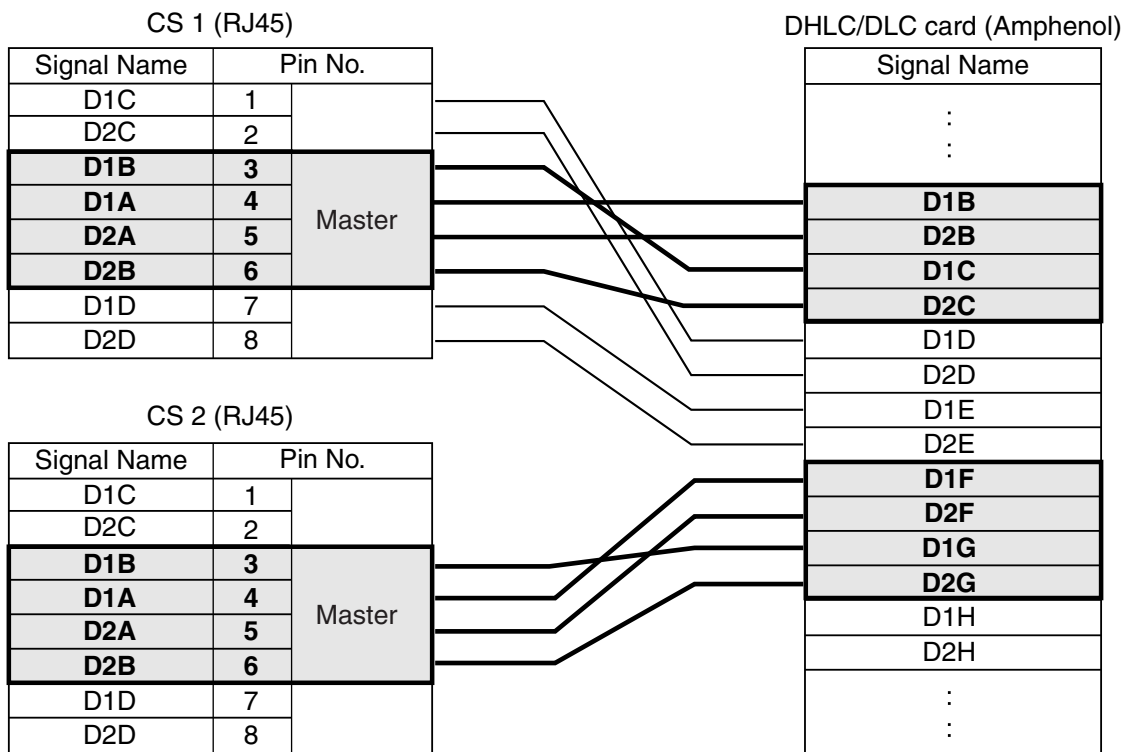 CS 1 (RJ45)
Signal Name Pin No.
D1C 1
D2C 2
D1B 3
D1A 4
Master
D2A 5
D2B 6
D1D 7
D2D 8
CS 2 (RJ45)
Signal Name Pin No.
D1C 1
D2C 2
D1B 3
D1A 4
Master
D2A 5
D2B 6
D1D 7
D2D 8
DHLC/DLC card (Amphenol)
Signal Name
:
:
D1B
D2B
D1C
D2C
D1D
D2D
D1E
D2E
D1F
D2F
D1G
D2G
D1H
D2H
:
: